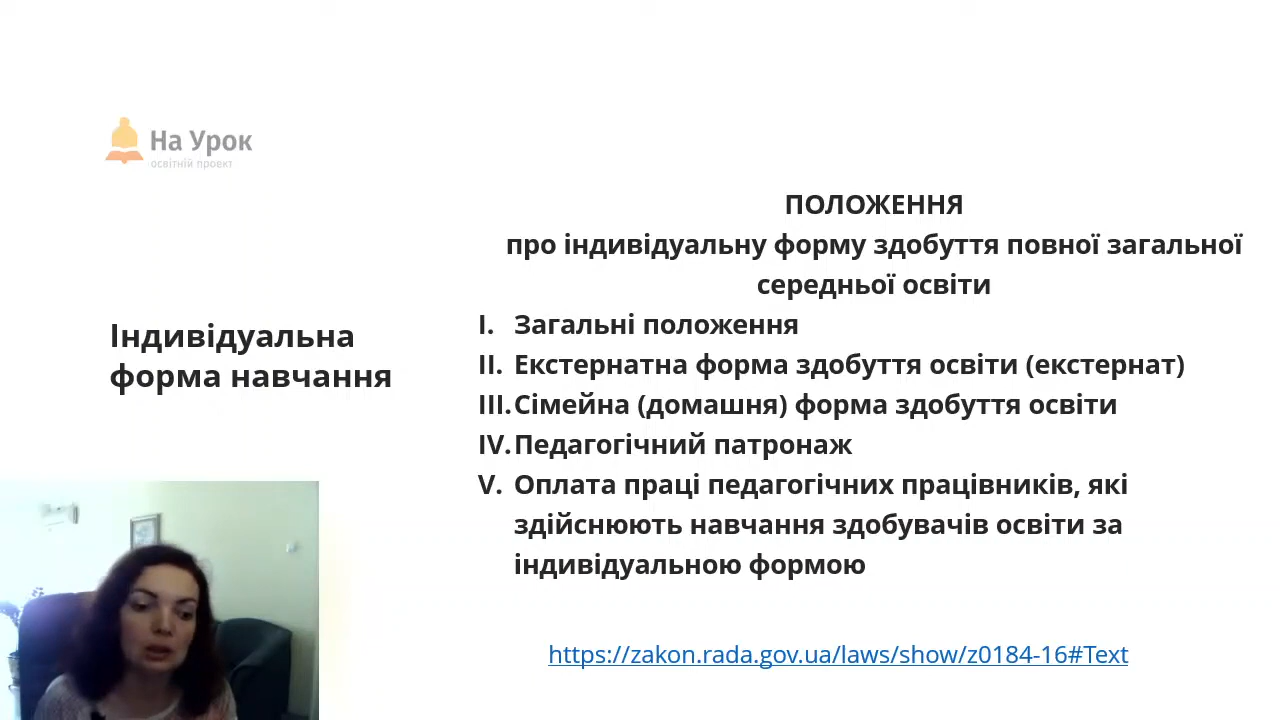 На Урок
освітній проект
ПОЛОЖЕННЯ
про індивідуальну форму здобуття повної загальної
середньої освіти
I. Загальні положення
II. Екстернатна форма здобуття освіти (екстернат)
III. Сімейна (домашня) форма здобуття освіти
IV. Педагогічний патронаж
V. Оплата праці педагогічних працівників, які
здійснюють навчання здобувачів освіти за
індивідуальною формою
Індивідуальна
форма навчання
https://zakon.rada.gov.ua/laws/show/z0184-16#Text